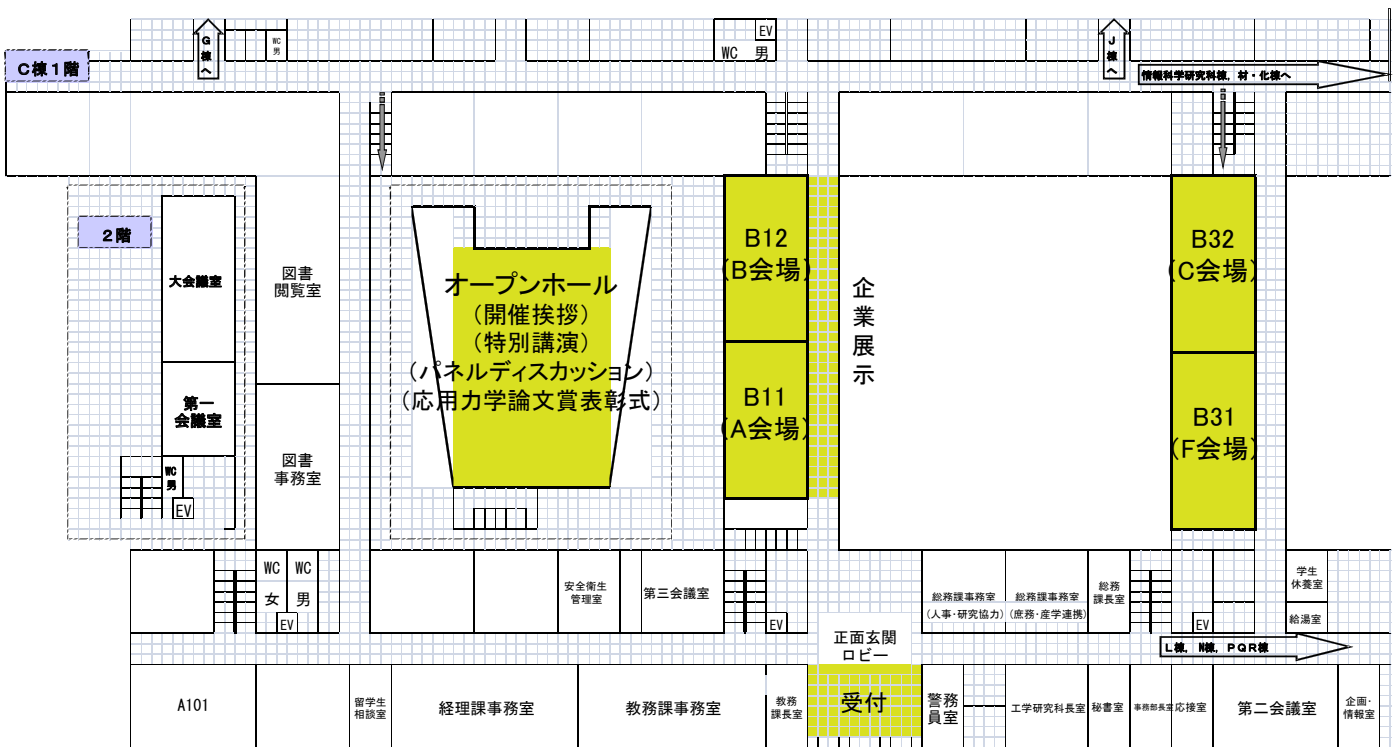 G
棟
へ
WC
男
EV
WC 男
J
棟
へ
C棟1階
情報科学研究科棟, 材・化棟へ
2階
大会議室
第一
会議室
WC
男
EV
図書
閲覧室
図書
事務室
オープンホール
(開催挨拶)
(特別講演)
(パネルディスカッション)
(応用力学論文賞表彰式)
B12
(B会場)
B11
(A会場)
企
業
展
示
B32
(C会場)
B31
(F会場)
WC WC
女 男
EV
安全衛生
管理室
第三会議室
EV
総務課事務室
(人事・研究協力)
総務課事務室
(庶務・産学連携)
総務
課長室
EV
学生
休養室
給湯室
正面玄関
ロビー
L棟, N棟, PQR棟
A101
留学生
相談室
経理課事務室
教務課事務室
教務
課長室
受付
警務
員室
工学研究科長室
秘書室
事務部長室
応接室
第二会議室
企画・
情報室